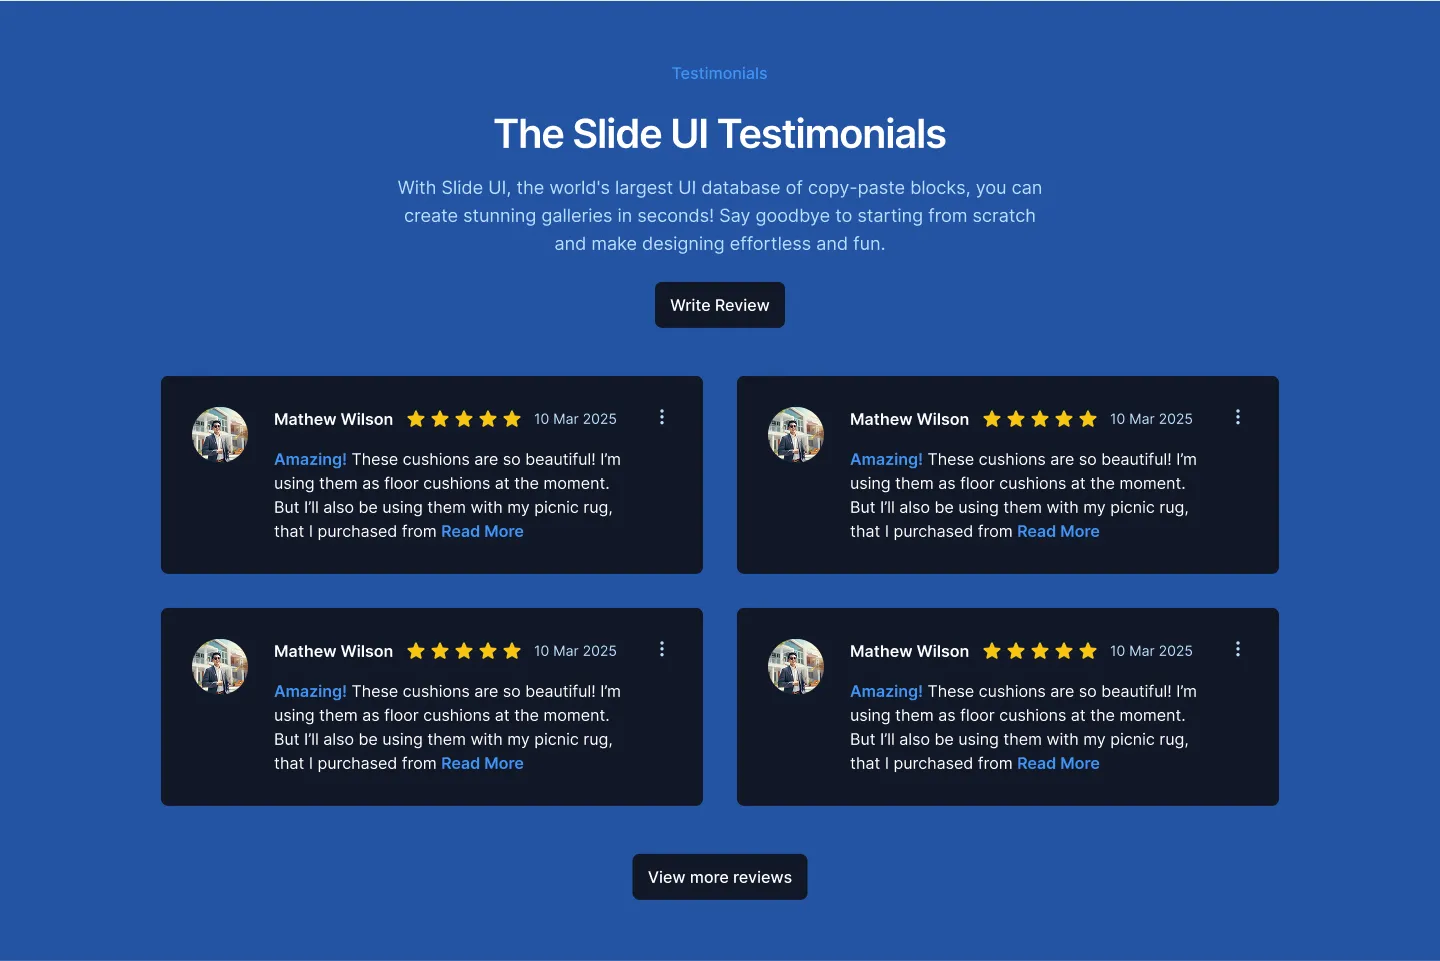 Testimonials
The Slide UI Testimonials
With Slide UI, the world's largest UI database of copy-paste blocks, you can
create stunning galleries in seconds! Say goodbye to starting from scratch
and make designing effortless and fun.
Write Review
Mathew Wilson 10 Mar 2025
Amazing! These cushions are so beautiful! I’m
using them as floor cushions at the moment.
But I’ll also be using them with my picnic rug,
that I purchased from Read More
Mathew Wilson 10 Mar 2025
Amazing! These cushions are so beautiful! I’m
using them as floor cushions at the moment.
But I’ll also be using them with my picnic rug,
that I purchased from Read More
Mathew Wilson 10 Mar 2025
Amazing! These cushions are so beautiful! I’m
using them as floor cushions at the moment.
But I’ll also be using them with my picnic rug,
that I purchased from Read More
Mathew Wilson 10 Mar 2025
Amazing! These cushions are so beautiful! I’m
using them as floor cushions at the moment.
But I’ll also be using them with my picnic rug,
that I purchased from Read More
View more reviews